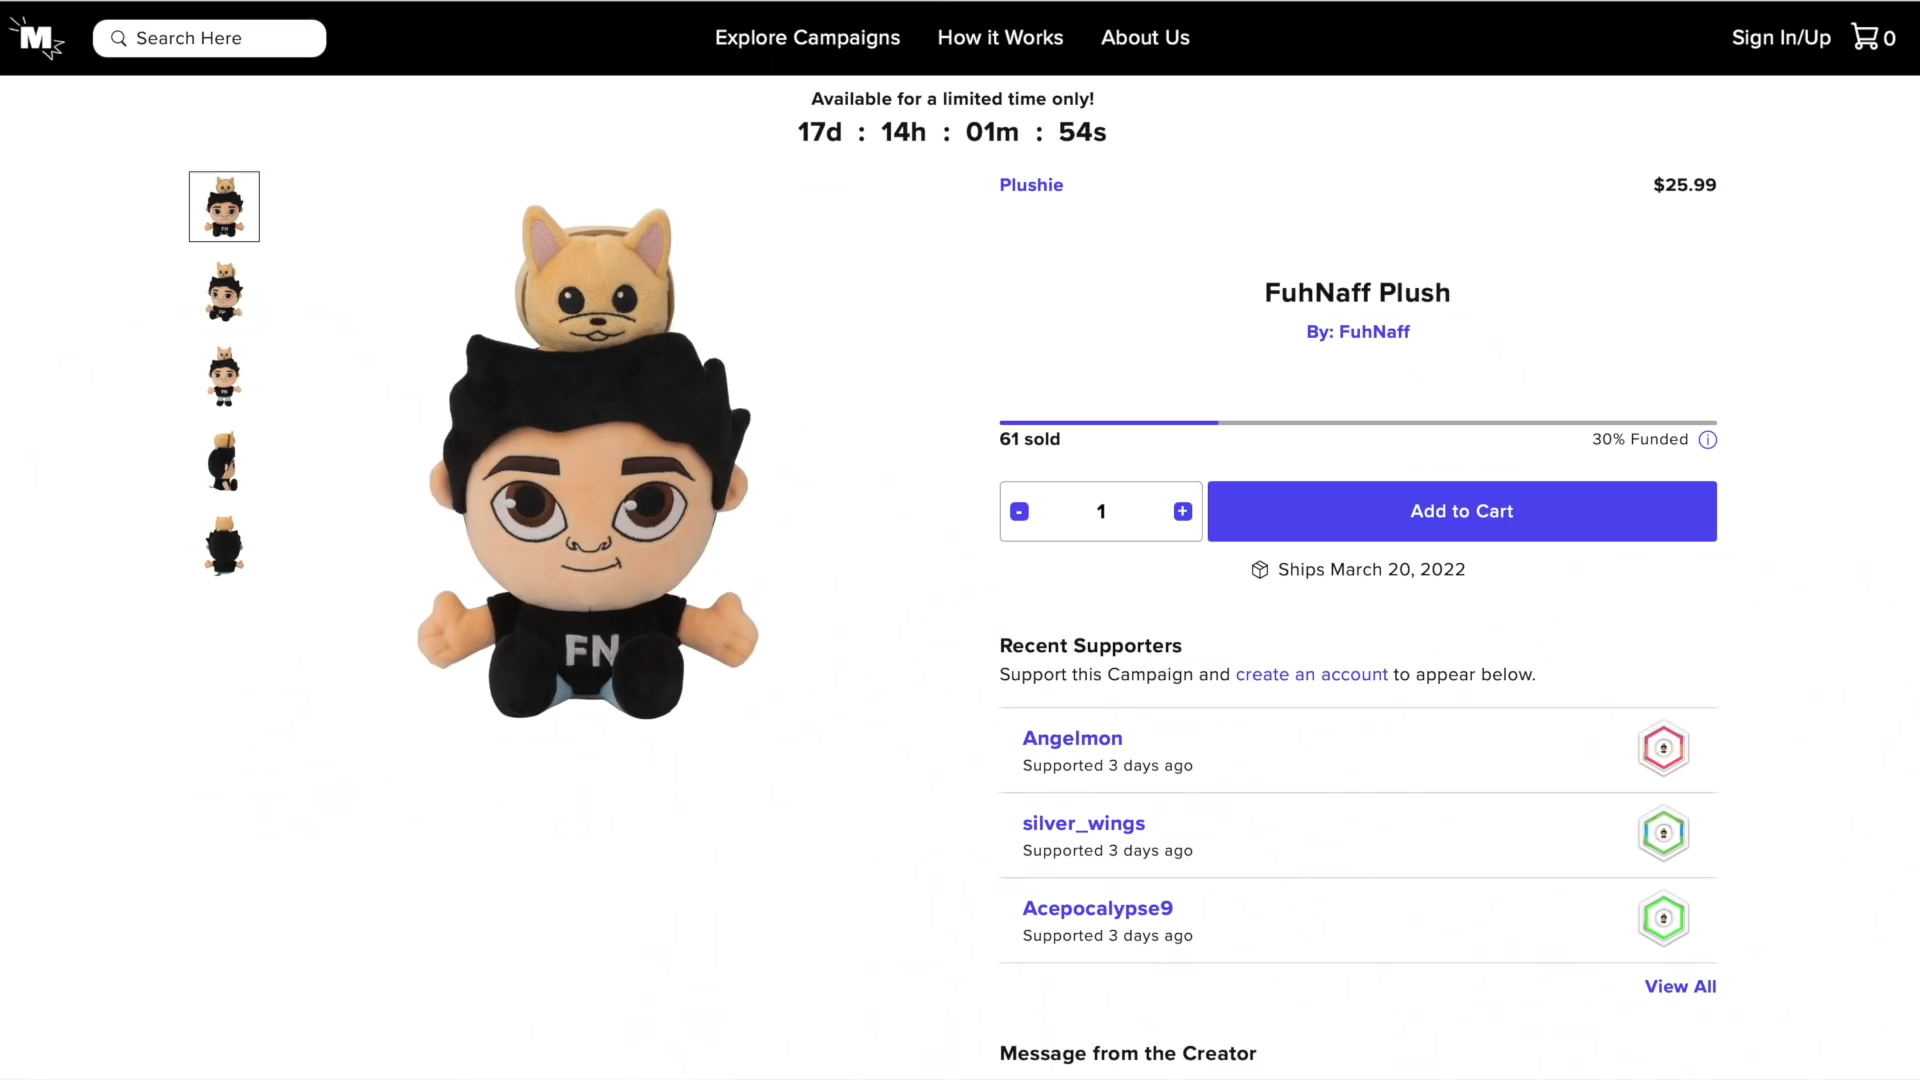 M
Search Here
Explore Campaigns
How it Works
About Us
Sign In/Up
0
Available for a limited time only!
17d : 14h : 01m : 54s
Plushie
$25.99
FuhNaff Plush
By: FuhNaff
61 sold
30% Funded
- 1 +
Add to Cart
Ships March 20, 2022
FN
Recent Supporters
Support this Campaign and create an account to appear below.
Angelmon
Supported 3 days ago
silver_wings
Supported 3 days ago
Acepocalypse9
Supported 3 days ago
View All
Message from the Creator